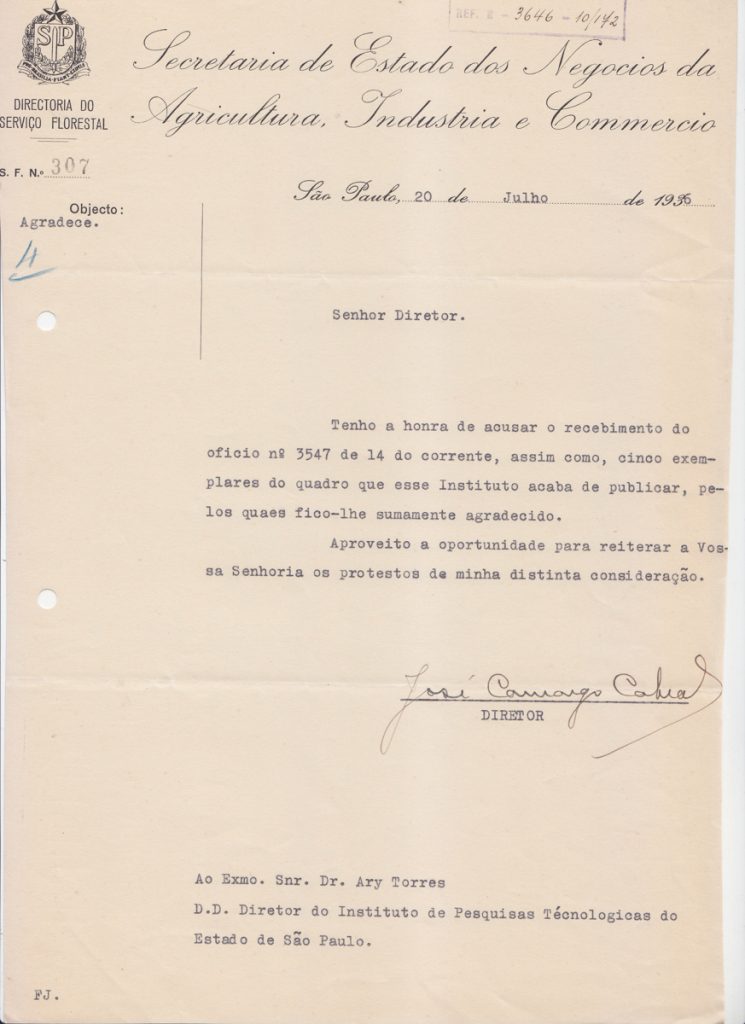 REF. E - 3646 - 10/1/2
SP
Secretaria de Estado dos Negocios da
Agricultura, Industria e Commercio
DIRECTORIA DO
SERVIÇO FLORESTAL
S. F. N.º 307
São Paulo, 20 de Julho de 1936
Objecto:
Agradece.
4
Senhor Diretor.
Tenho a honra de acusar o recebimento do
oficio nº 3547 de 14 do corrente, assim como, cinco exem-
plares do quadro que esse Instituto acaba de publicar, pe-
los quaes fico-lhe sumamente agradecido.
Aproveito a oportunidade para reiterar a Vos-
sa Senhoria os protestos de minha distinta consideração.
José Camargo Cabral
DIRETOR
Ao Exmo. Snr. Dr. Ary Torres
D.D. Diretor do Instituto de Pesquisas Técnologicas do
Estado de São Paulo.
FJ.